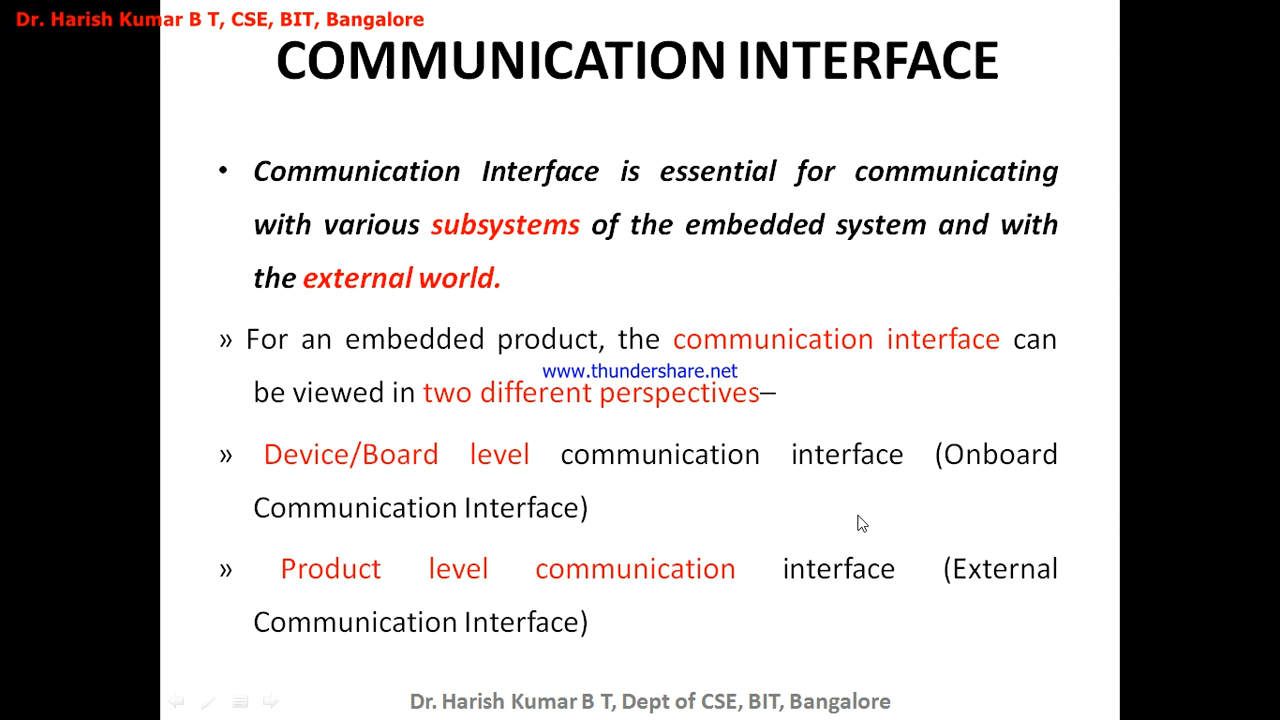 Dr. Harish Kumar B T, CSE, BIT, Bangalore
COMMUNICATION INTERFACE
• Communication Interface is essential for communicating
with various subsystems of the embedded system and with
the external world.
» For an embedded product, the communication interface can
www.thundershare.net
be viewed in two different perspectives–
» Device/Board level communication interface (Onboard
Communication Interface)
» Product level communication interface (External
Communication Interface)
Dr. Harish Kumar B T, Dept of CSE, BIT, Bangalore